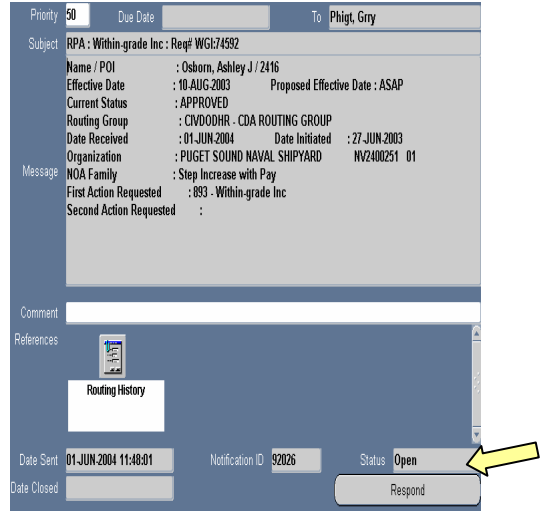 Priority 50 Due Date To Phigt, Grry
Subject RPA : Within-grade Inc : Req# WGI:74592
Name / POI : Osborn, Ashley J / 2416
Effective Date : 10-AUG-2003 Proposed Effective Date : ASAP
Current Status : APPROVED
Routing Group : CIVDODHR - CDA ROUTING GROUP
Date Received : 01-JUN-2004 Date Initiated : 27-JUN-2003
Organization : PUGET SOUND NAVAL SHIPYARD NV2400251 01
Message NOA Family : Step Increase with Pay
First Action Requested : 893 - Within-grade Inc
Second Action Requested :
Comment
References
Routing History
Date Sent 01-JUN-2004 11:48:01 Notification ID 92026 Status Open
Date Closed Respond